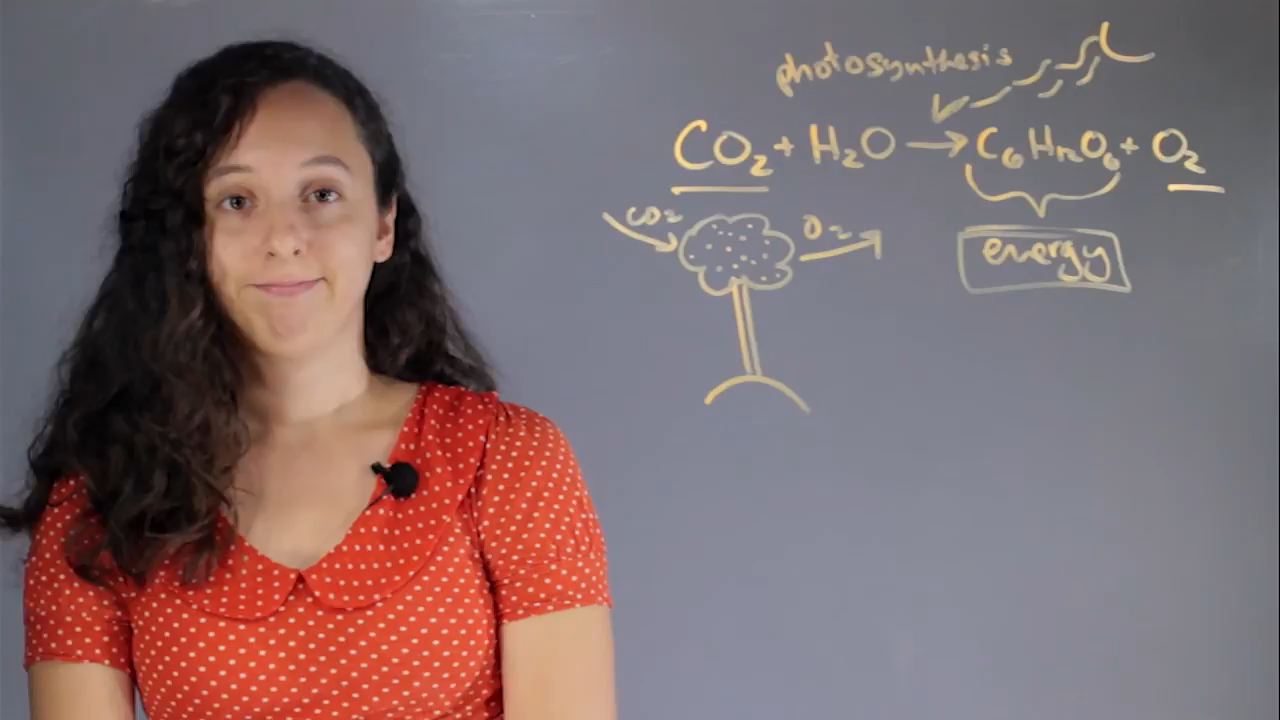 photosynthesis
CO₂ + H₂O → C₆H₁₂O₆ + O₂
CO₂ O₂
energy